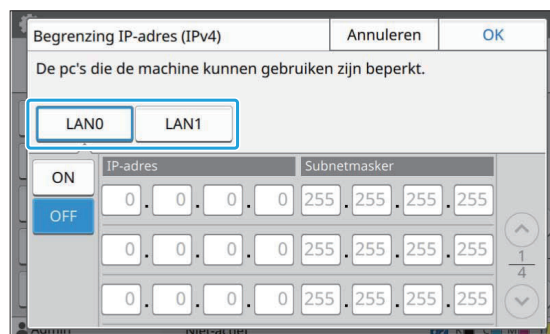 Begrenzing IP-adres (IPv4) Annuleren OK
De pc's die de machine kunnen gebruiken zijn beperkt.
LAN0 LAN1
ON IP-adres Subnetmasker
OFF 0 . 0 . 0 . 0 255 . 255 . 255 . 255
0 . 0 . 0 . 0 255 . 255 . 255 . 255
1
4
0 . 0 . 0 . 0 255 . 255 . 255 . 255